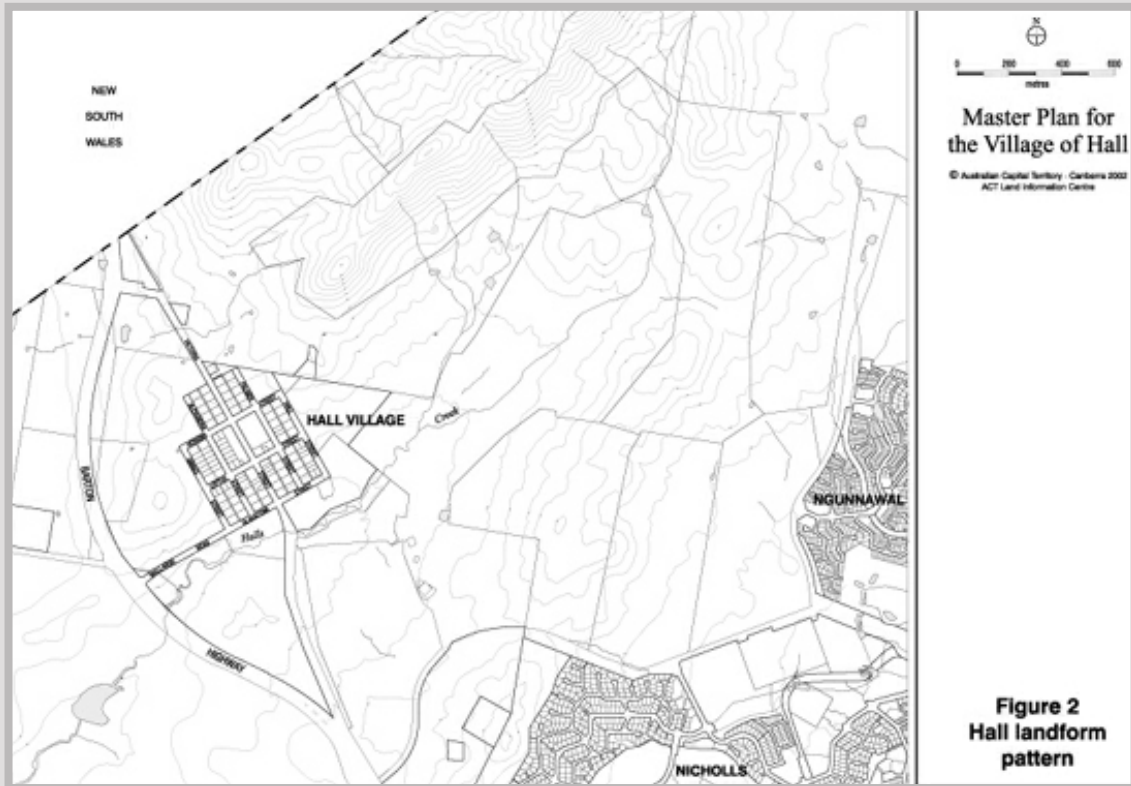 NEW
SOUTH
WALES
N
0 200 400 600
metres
Master Plan for
the Village of Hall
© Australian Capital Territory - Canberra 2002
ACT Land Information Centre
HALL VILLAGE
Creek
BARTON
Halls
ROAD
HIGHWAY
NGUNNAWAL
NICHOLLS
Figure 2
Hall landform
pattern